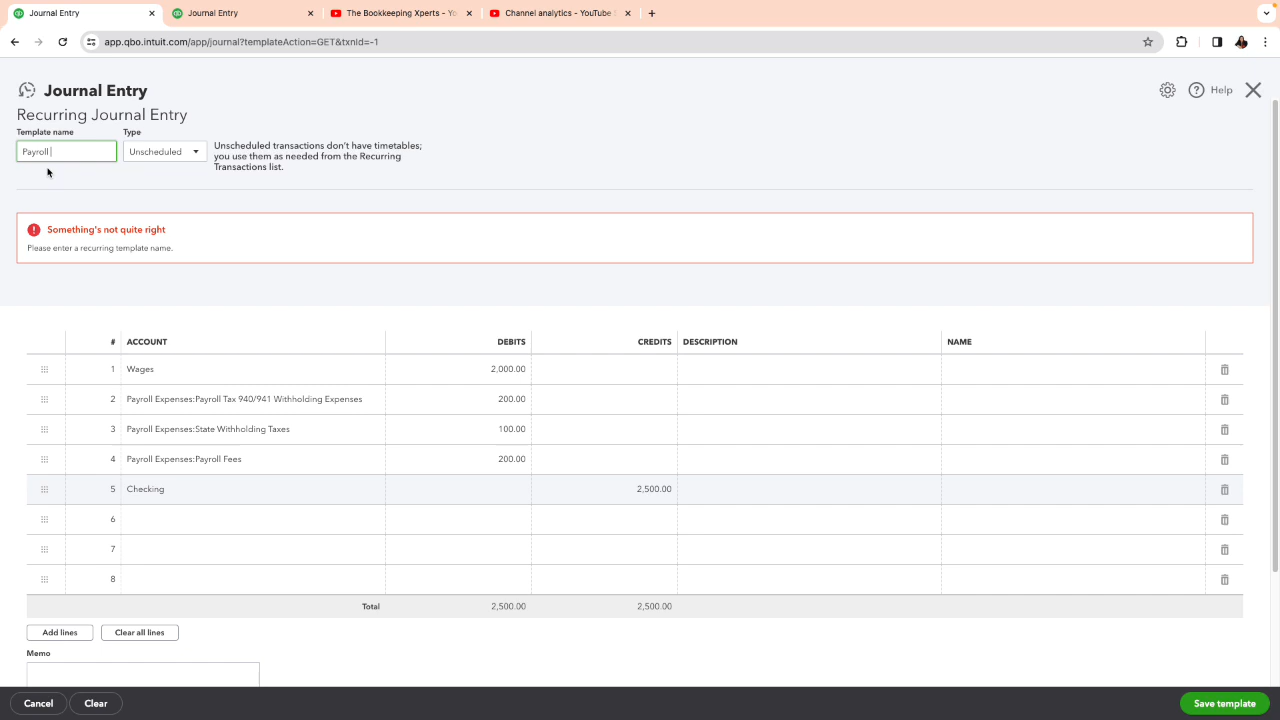 Journal Entry
Journal Entry
The Bookkeeping Xperts – Yo
Channel analytics - YouTube
app.qbo.intuit.com/app/journal?templateAction=GET&txnId=-1
Journal Entry
Help
Recurring Journal Entry
Template name
Type
Payroll
Unscheduled
Unscheduled transactions don't have timetables;
you use them as needed from the Recurring
Transactions list.
Something's not quite right
Please enter a recurring template name.
# ACCOUNT DEBITS CREDITS DESCRIPTION NAME
1 Wages 2,000.00
2 Payroll Expenses:Payroll Tax 940/941 Withholding Expenses 200.00
3 Payroll Expenses:State Withholding Taxes 100.00
4 Payroll Expenses:Payroll Fees 200.00
5 Checking 2,500.00
6
7
8
Total 2,500.00 2,500.00
Add lines Clear all lines
Memo
Cancel Clear Save template